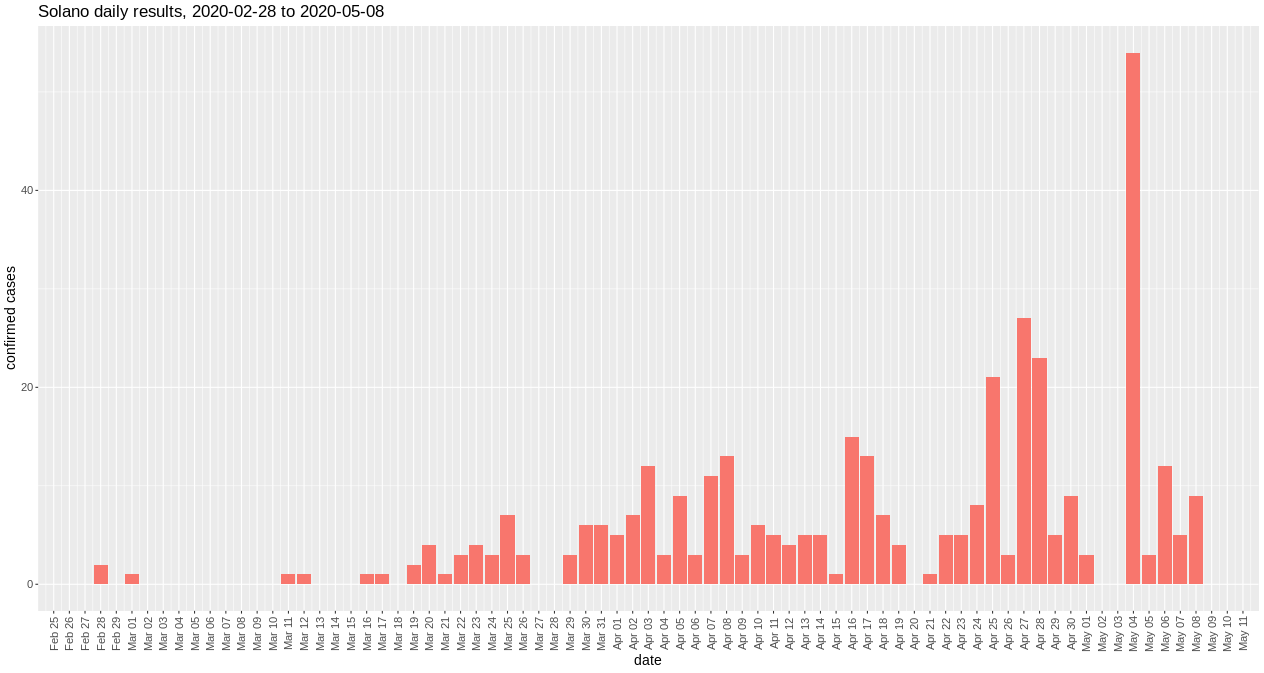 Solano daily results, 2020-02-28 to 2020-05-08
confirmed cases
40
20
0
Feb 25
Feb 26
Feb 27
Feb 28
Feb 29
Mar 01
Mar 02
Mar 03
Mar 04
Mar 05
Mar 06
Mar 07
Mar 08
Mar 09
Mar 10
Mar 11
Mar 12
Mar 13
Mar 14
Mar 15
Mar 16
Mar 17
Mar 18
Mar 19
Mar 20
Mar 21
Mar 22
Mar 23
Mar 24
Mar 25
Mar 26
Mar 27
Mar 28
Mar 29
Mar 30
Mar 31
Apr 01
Apr 02
Apr 03
Apr 04
Apr 05
Apr 06
Apr 07
Apr 08
Apr 09
Apr 10
Apr 11
Apr 12
Apr 13
Apr 14
Apr 15
Apr 16
Apr 17
Apr 18
Apr 19
Apr 20
Apr 21
Apr 22
Apr 23
Apr 24
Apr 25
Apr 26
Apr 27
Apr 28
Apr 29
Apr 30
May 01
May 02
May 03
May 04
May 05
May 06
May 07
May 08
May 09
May 10
May 11
date